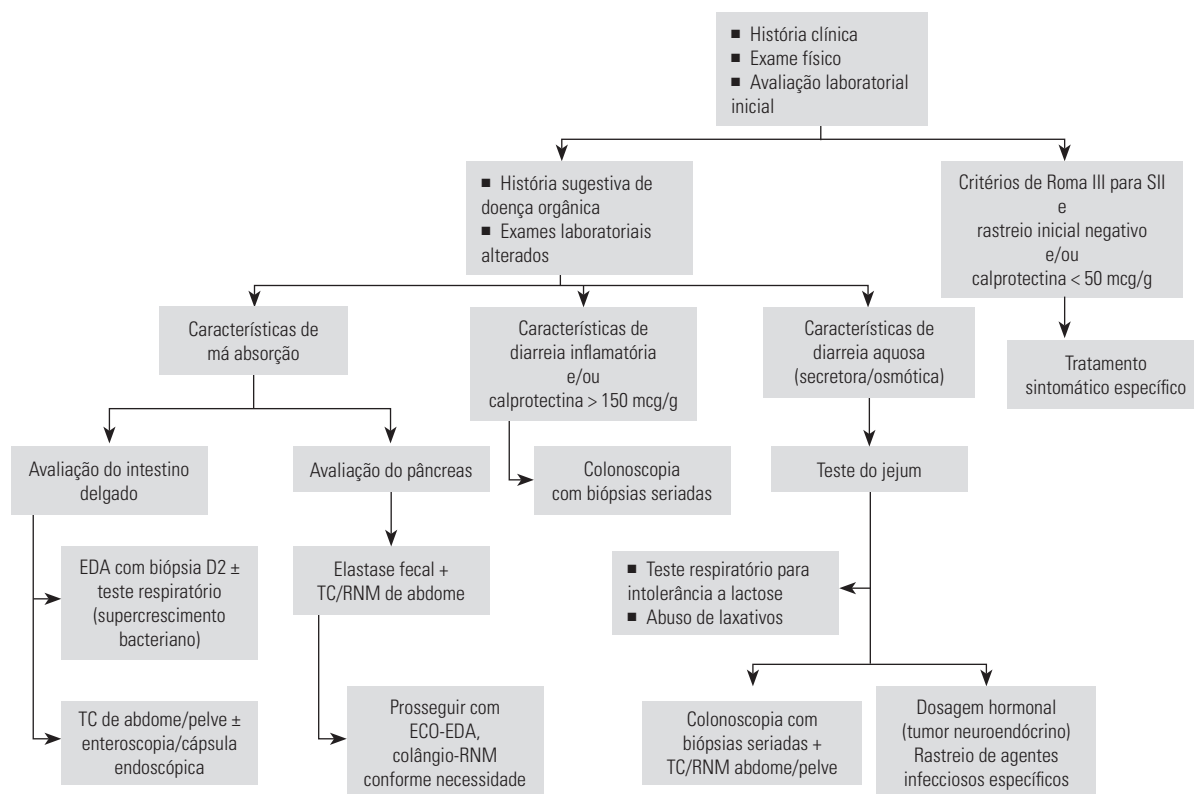 ■ História clínica
■ Exame físico
■ Avaliação laboratorial
inicial
■ História sugestiva de
doença orgânica
■ Exames laboratoriais
alterados
Critérios de Roma III para SII
e
rastreio inicial negativo
e/ou
calprotectina < 50 mcg/g
Características de
má absorção
Características de
diarreia inflamatória
e/ou
calprotectina > 150 mcg/g
Características de
diarreia aquosa
(secretora/osmótica)
Tratamento
sintomático específico
Avaliação do intestino
delgado
Avaliação do pâncreas
Colonoscopia
com biópsias seriadas
Teste do jejum
EDA com biópsia D2 ±
teste respiratório
(supercrescimento
bacteriano)
Elastase fecal +
TC/RNM de abdome
■ Teste respiratório para
intolerância a lactose
■ Abuso de laxativos
TC de abdome/pelve ±
enteroscopia/cápsula
endoscópica
Prosseguir com
ECO-EDA,
colângio-RNM
conforme necessidade
Colonoscopia com
biópsias seriadas +
TC/RNM abdome/pelve
Dosagem hormonal
(tumor neuroendócrino)
Rastreio de agentes
infecciosos específicos